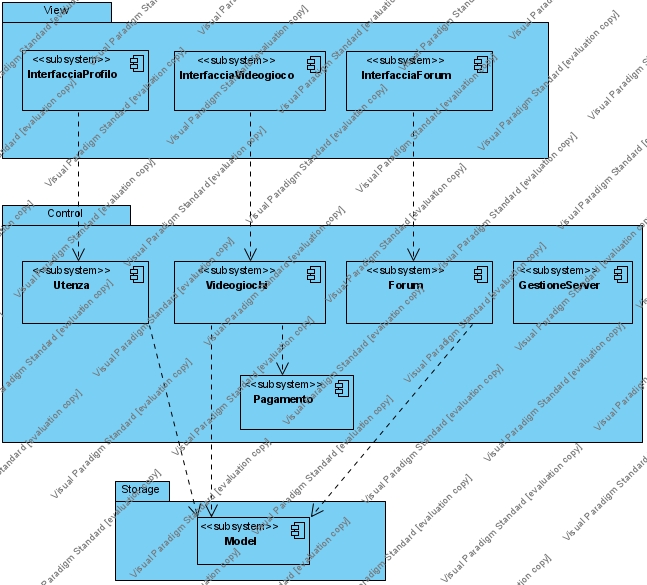 View
<<subsystem>>
InterfacciaProfilo
<<subsystem>>
InterfacciaVideogioco
<<subsystem>>
InterfacciaForum
Control
<<subsystem>>
Utenza
<<subsystem>>
Videogiochi
<<subsystem>>
Forum
<<subsystem>>
GestioneServer
<<subsystem>>
Pagamento
Storage
<<subsystem>>
Model
Visual Paradigm Standard [evaluation copy]